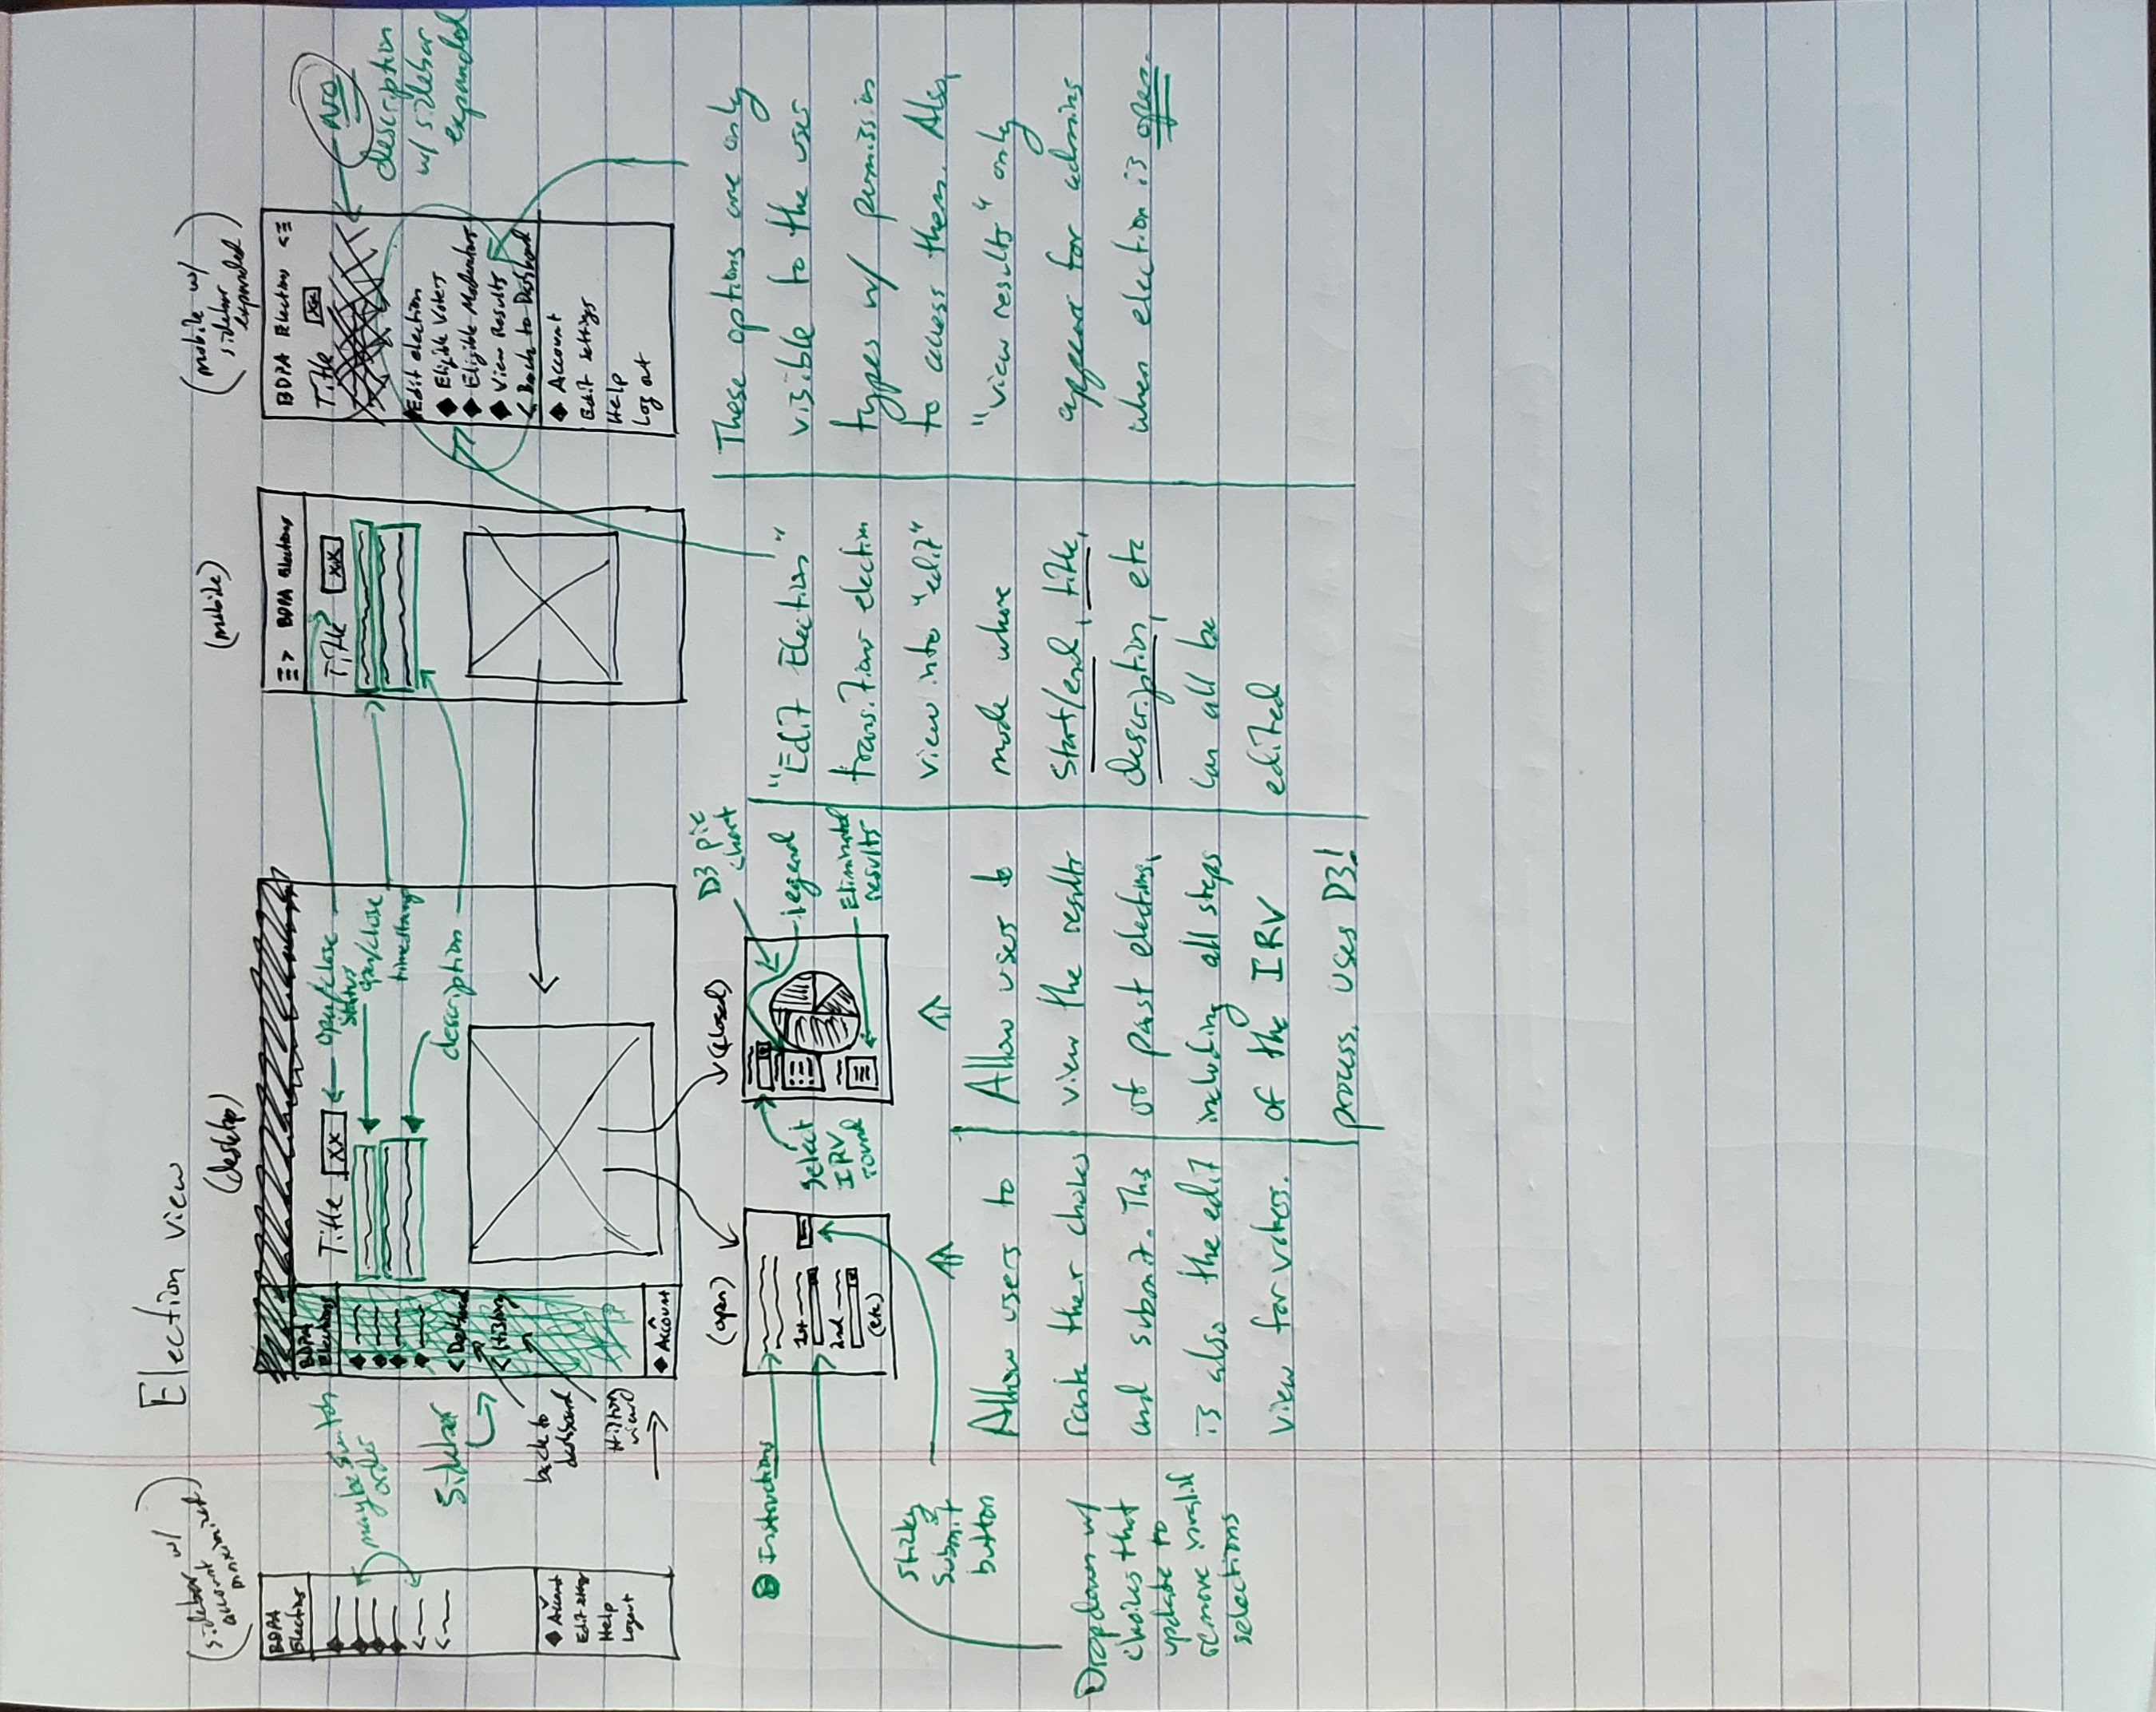 Election view
(sidebar w/
account
maximized)
(desktop)
(mobile)
(mobile w/
sidebar
expanded)
BDPA
Elections
maybe switch
order
◆ Account
Edit
Help
Logout
Sidebar
back to
dashboard
History
view
BDPA
Elections
< Dashboard
< History
◆ Account
Title XX
open/close
status
open/close
timestamp
description
BDPA Elections
Title XX
BDPA Elections
Title XX
Edit election
◆ Eligible Voters
◆ Eligible Moderators
◆ View Results
< Back to Dashboard
◆ Account
Edit settings
Help
Log out
NO
description
w/ sidebar
expanded
(open)
Instructions
1st
2nd
(etc)
Sticky
Submit
button
Dropdown w/
choices that
update to
remove invalid
selections
(closed)
D3 pie
chart
legend
Select
IRV
round
Eliminated
results
Allow users to
rank their choices
and submit. This
is also the edit
view for voters.
Allow users to
view the results
of past elections,
including all steps
of the IRV
process. uses D3!
"Edit Election"
transitions election
view into "edit"
mode where
start/end, title,
description, etc
can all be
edited
These options are only
visible to the user
types w/ permission
to access them. Also,
"view results" only
appears for admins
when election is open.